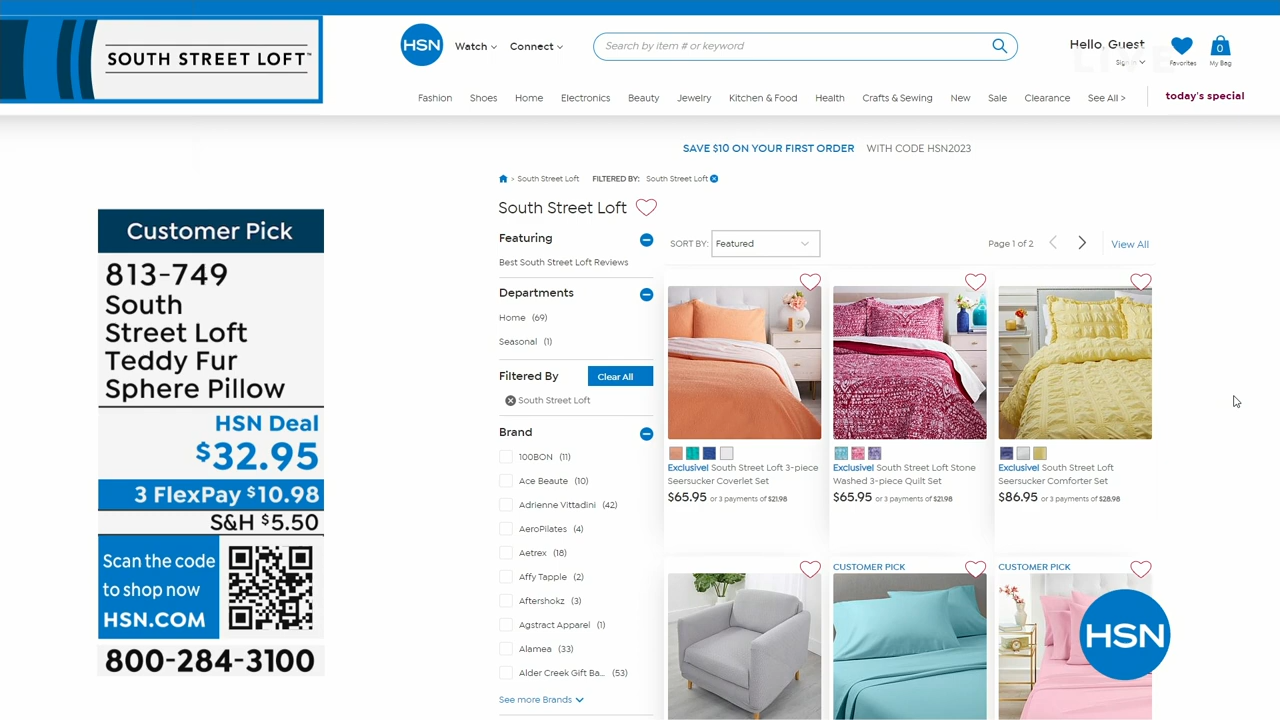 SOUTH STREET LOFT™
HSN
Watch
Connect
Search by item # or keyword
Hello, Guest
Sign In
Favorites
0
My Bag
LIVE
Fashion
Shoes
Home
Electronics
Beauty
Jewelry
Kitchen & Food
Health
Crafts & Sewing
New
Sale
Clearance
See All >
today's special
SAVE $10 ON YOUR FIRST ORDER WITH CODE HSN2023
> South Street Loft FILTERED BY: South Street Loft
South Street Loft
Customer Pick
813-749
South
Street Loft
Teddy Fur
Sphere Pillow
HSN Deal
$32.95
3 FlexPay $10.98
S&H $5.50
Scan the code
to shop now
HSN.COM
800-284-3100
Featuring
Best South Street Loft Reviews
Departments
Home (69)
Seasonal (1)
Filtered By
Clear All
South Street Loft
Brand
100BON (11)
Ace Beaute (10)
Adrienne Vittadini (42)
AeroPilates (4)
Aetrex (18)
Affy Tapple (2)
Aftershokz (3)
Agstract Apparel (1)
Alamea (33)
Alder Creek Gift Ba... (53)
See more Brands
SORT BY: Featured
Page 1 of 2
View All
Exclusive! South Street Loft 3-piece
Seersucker Coverlet Set
$65.95 or 3 payments of $21.98
Exclusive! South Street Loft Stone
Washed 3-piece Quilt Set
$65.95 or 3 payments of $21.98
Exclusive! South Street Loft
Seersucker Comforter Set
$86.95 or 3 payments of $28.98
CUSTOMER PICK
CUSTOMER PICK
HSN